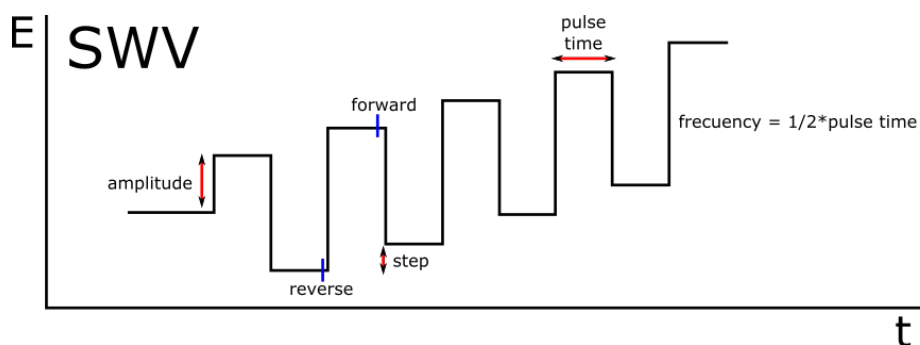 E
SWV
pulse
time
forward
frecuency = 1/2*pulse time
amplitude
step
reverse
t